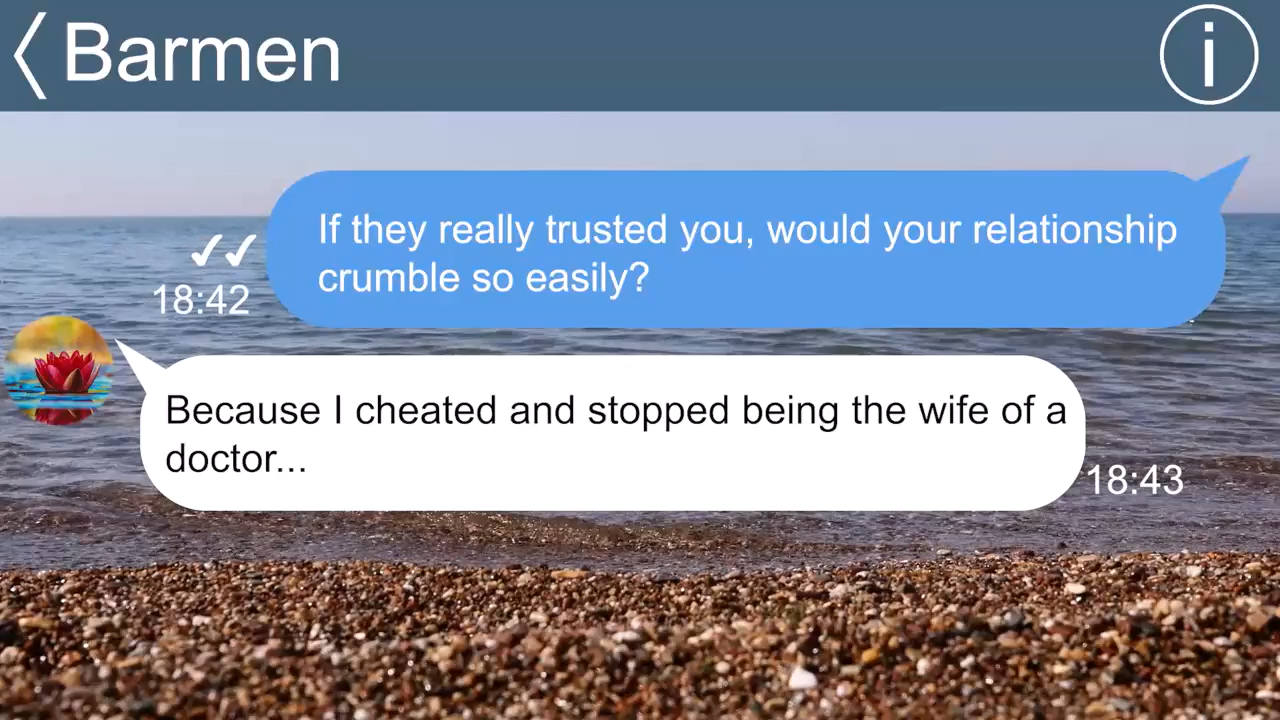 Barmen
i
If they really trusted you, would your relationship
crumble so easily?
18:42
Because I cheated and stopped being the wife of a
doctor...
18:43